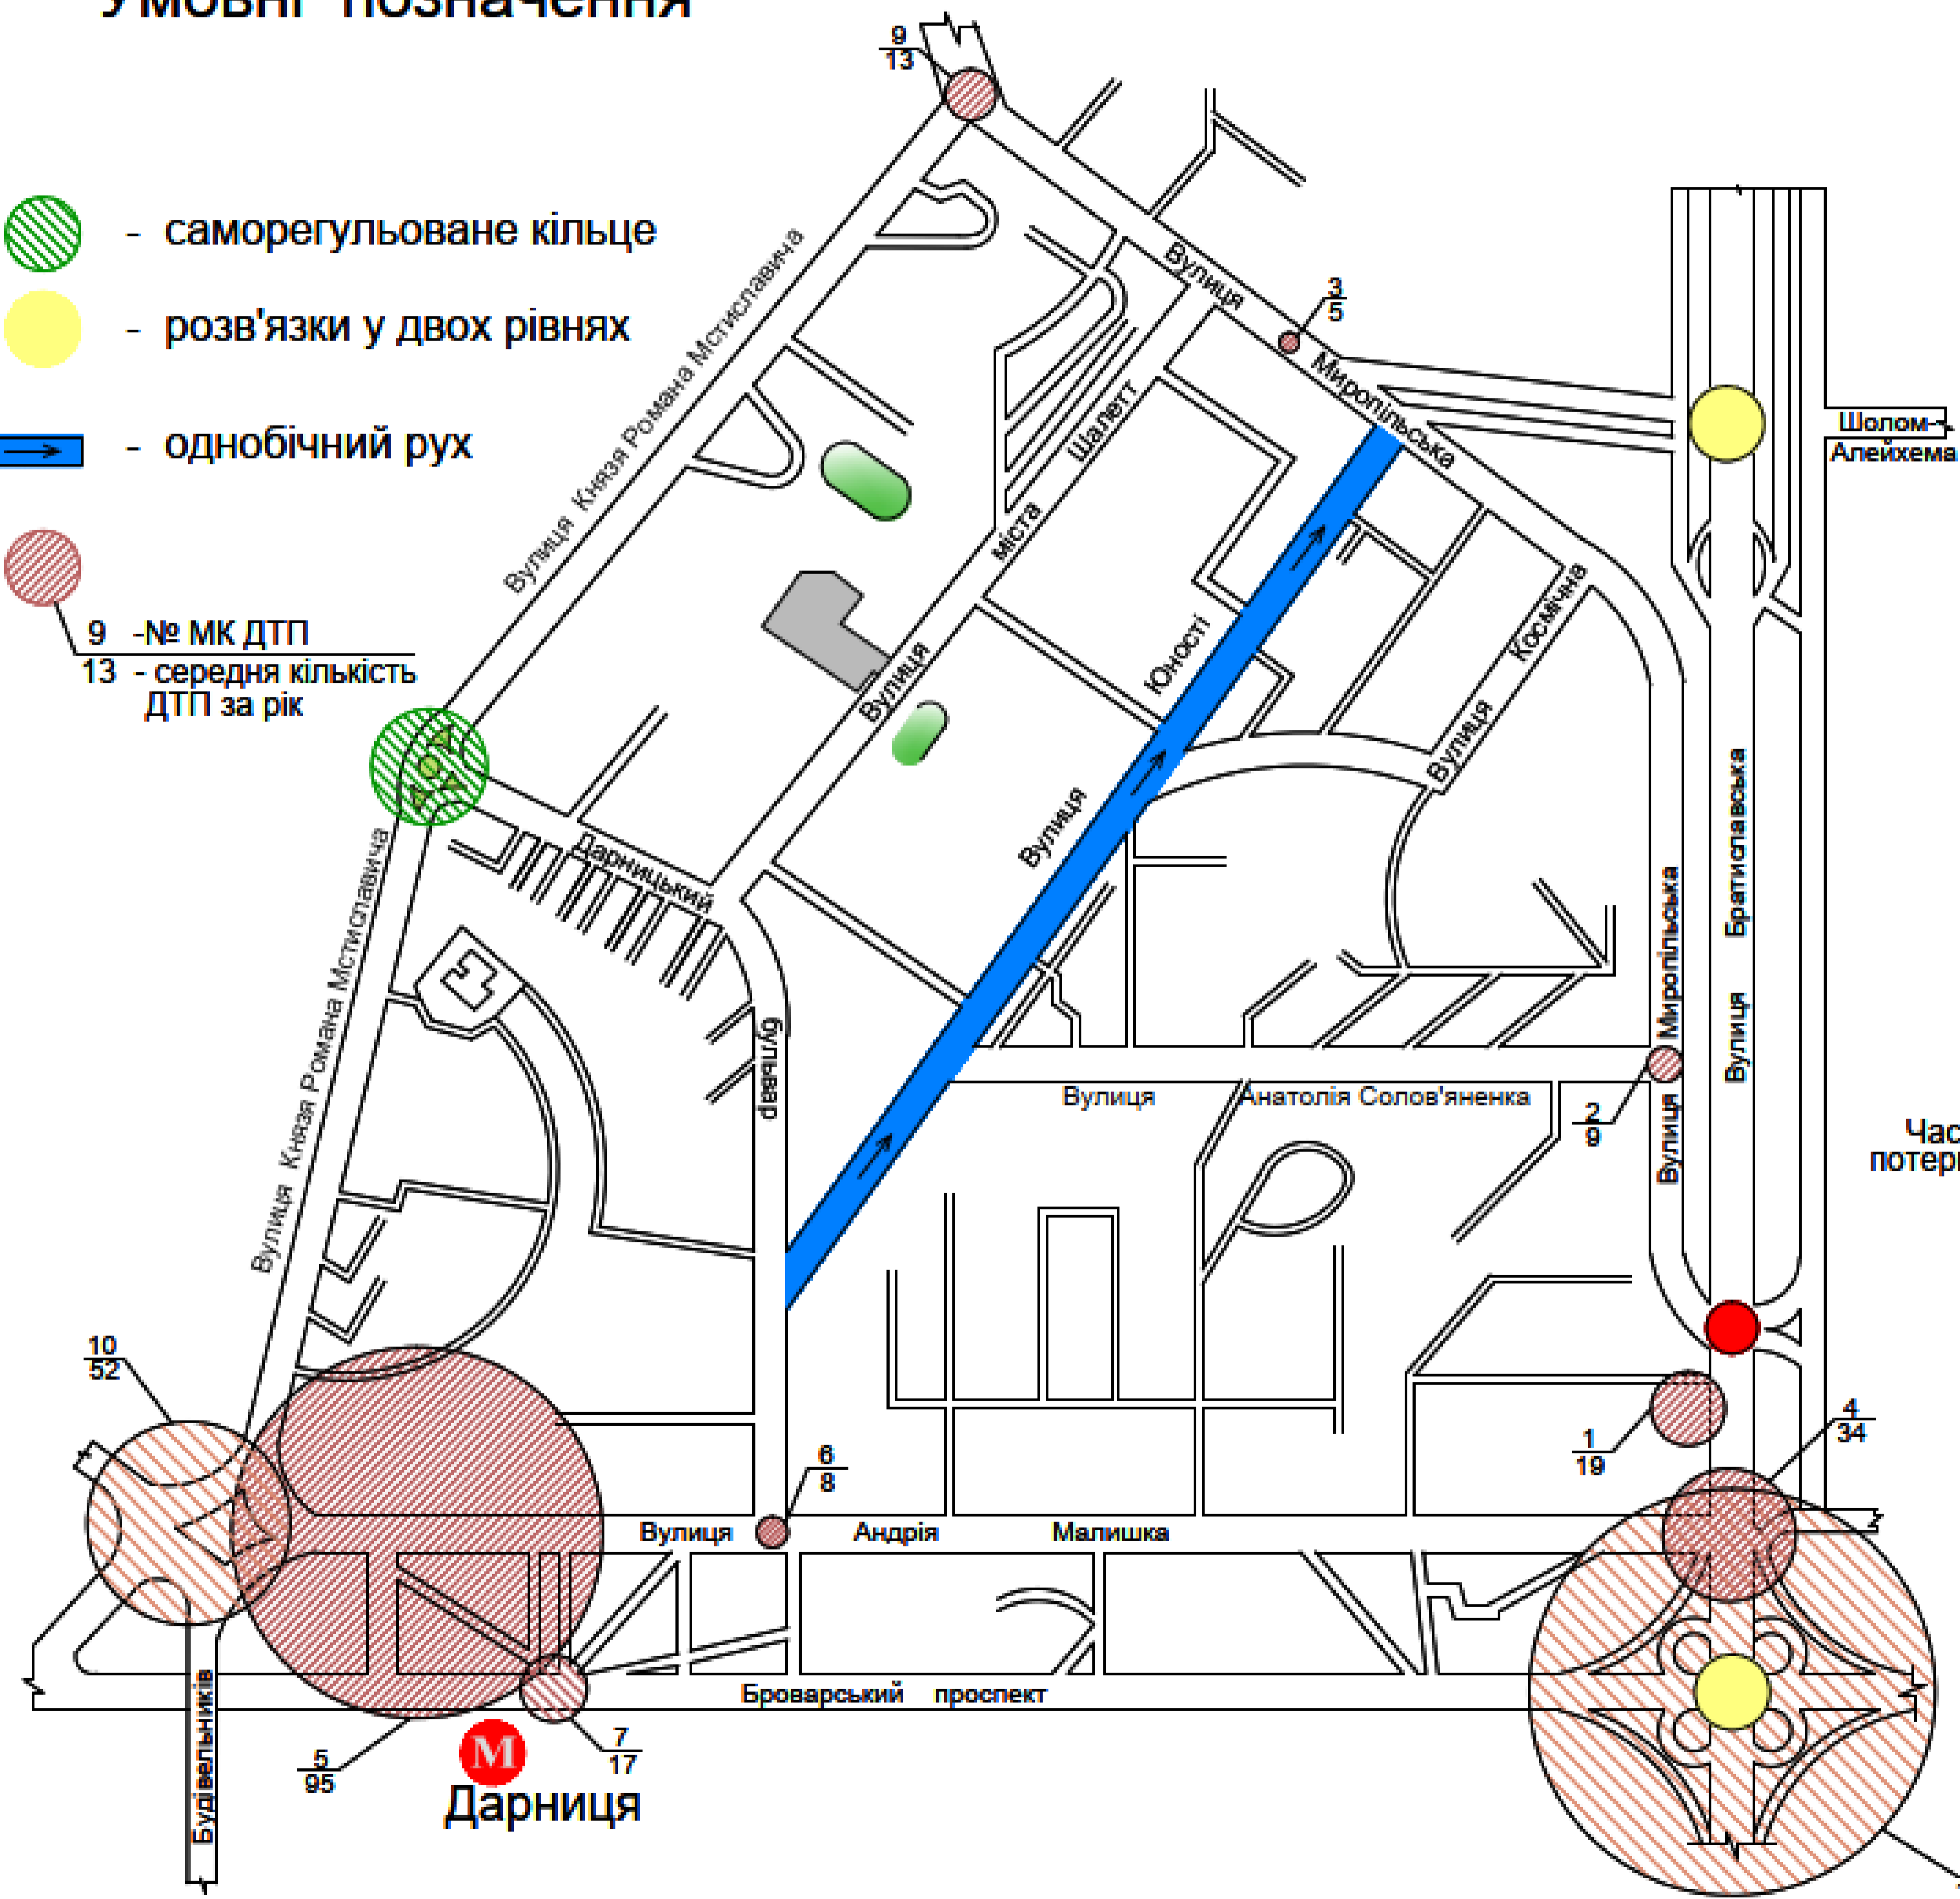 Умовні позначення
- саморегульоване кільце
- розв'язки у двох рівнях
- однобічний рух
9 -№ МК ДТП
13 - середня кількість
ДТП за рік
9
13
Вулиця Князя Романа Мстиславича
Вулиця Миропільська
3
5
Шолом-
Алейхема
Вулиця міста Шалетт
Вулиця Юності
Вулиця Космічна
Дарницький бульвар
Вулиця Князя Романа Мстиславича
Вулиця Братиславська
Вулиця Миропільська
Вулиця Анатолія Солов'яненка
2
9
Час
10
52
6
8
1
19
4
34
Вулиця Андрія Малишка
Броварський проспект
Будівельників
5
95
7
17
М
Дарниця